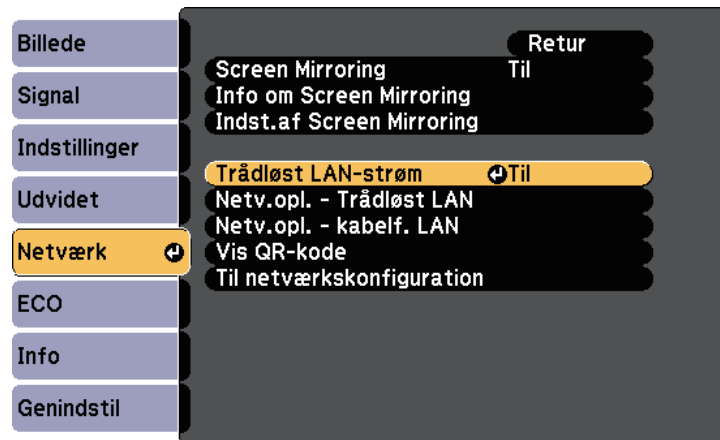 Billede
Signal
Indstillinger
Udvidet
Netværk
ECO
Info
Genindstil
Retur
Screen Mirroring Til
Info om Screen Mirroring
Indst.af Screen Mirroring
Trådløst LAN-strøm Til
Netv.opl. - Trådløst LAN
Netv.opl. - kabelf. LAN
Vis QR-kode
Til netværkskonfiguration